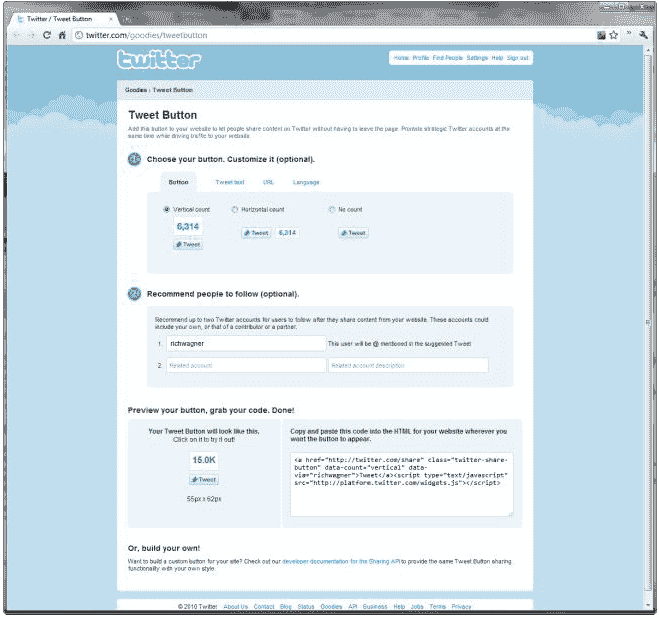 Twitter / Tweet Button
twitter.com/goodies/tweetbutton
twitter
Home Profile Find People Settings Help Sign out
Goodies › Tweet Button
Tweet Button
Add this button to your website to let people share content on Twitter without having to leave the page. Promote strategic Twitter accounts at the
same time while driving traffic to your website.
1 Choose your button. Customize it (optional).
Button Tweet text URL Language
Vertical count Horizontal count No count
6,314
Tweet 6,314 Tweet
Tweet
2 Recommend people to follow (optional).
Recommend up to two Twitter accounts for users to follow after they share content from your website. These accounts could
include your own, or that of a contributor or a partner.
1. richwagner This user will be @ mentioned in the suggested Tweet
2. Related account Related account description
Preview your button, grab your code. Done!
Your Tweet Button will look like this.
Click on it to try it out!
15.0K
Tweet
55px x 62px
Copy and paste this code into the HTML for your website wherever you
want the button to appear.
<a href="http://twitter.com/share" class="twitter-share-
button" data-count="vertical" data-
via="richwagner">Tweet</a><script type="text/javascript"
src="http://platform.twitter.com/widgets.js"></script>
Or, build your own!
Want to build a custom button for your site? Check out our developer documentation for the Sharing API to provide the same Tweet Button sharing
functionality with your own style.
© 2010 Twitter About Us Contact Blog Status Goodies API Business Help Jobs Terms Privacy